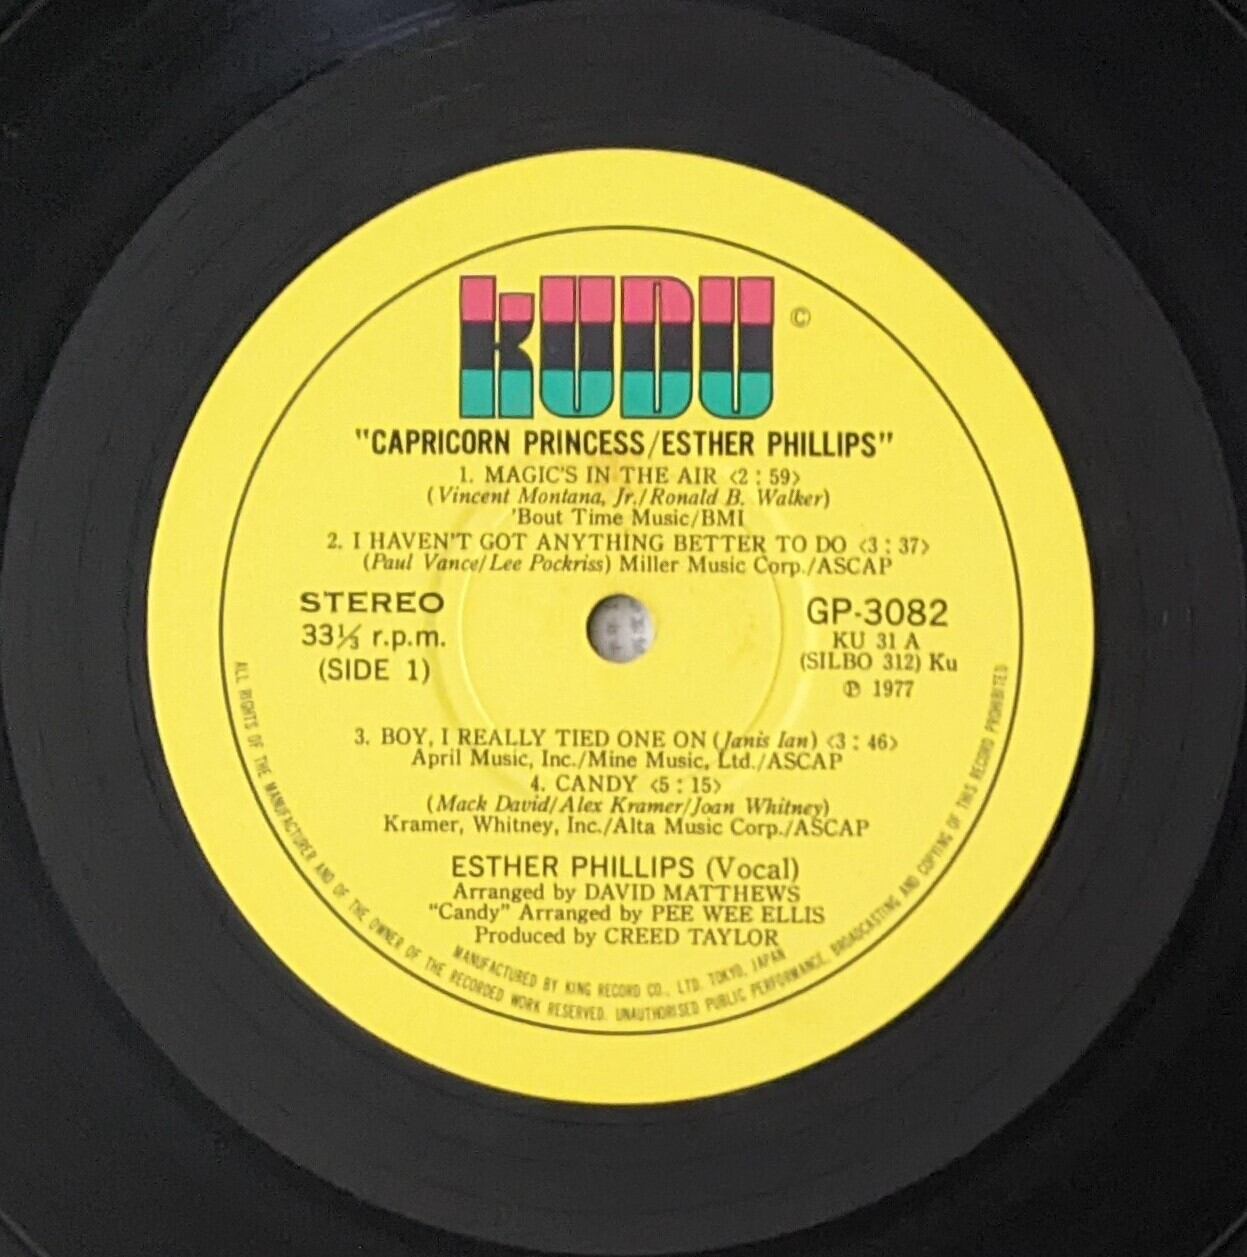 KUDU ©
"CAPRICORN PRINCESS/ESTHER PHILLIPS"
1. MAGIC'S IN THE AIR <2 : 59>
(Vincent Montana, Jr./Ronald B. Walker)
'Bout Time Music/BMI
2. I HAVEN'T GOT ANYTHING BETTER TO DO <3 : 37>
(Paul Vance/Lee Pockriss) Miller Music Corp./ASCAP
STEREO
33⅓ r.p.m.
(SIDE 1)
GP-3082
KU 31 A
(SILBO 312) Ku
℗ 1977
3. BOY, I REALLY TIED ONE ON (Janis Ian) <3 : 46>
April Music, Inc./Mine Music, Ltd./ASCAP
4. CANDY <5 : 15>
(Mack David/Alex Kramer/Joan Whitney)
Kramer, Whitney, Inc./Alta Music Corp./ASCAP
ESTHER PHILLIPS (Vocal)
Arranged by DAVID MATTHEWS
"Candy" Arranged by PEE WEE ELLIS
Produced by CREED TAYLOR
MANUFACTURED BY KING RECORD CO., LTD. TOKYO, JAPAN
ALL RIGHTS OF THE MANUFACTURER AND OF THE OWNER OF THE RECORDED WORK RESERVED. UNAUTHORISED PUBLIC PERFORMANCE, BROADCASTING AND COPYING OF THIS RECORD PROHIBITED